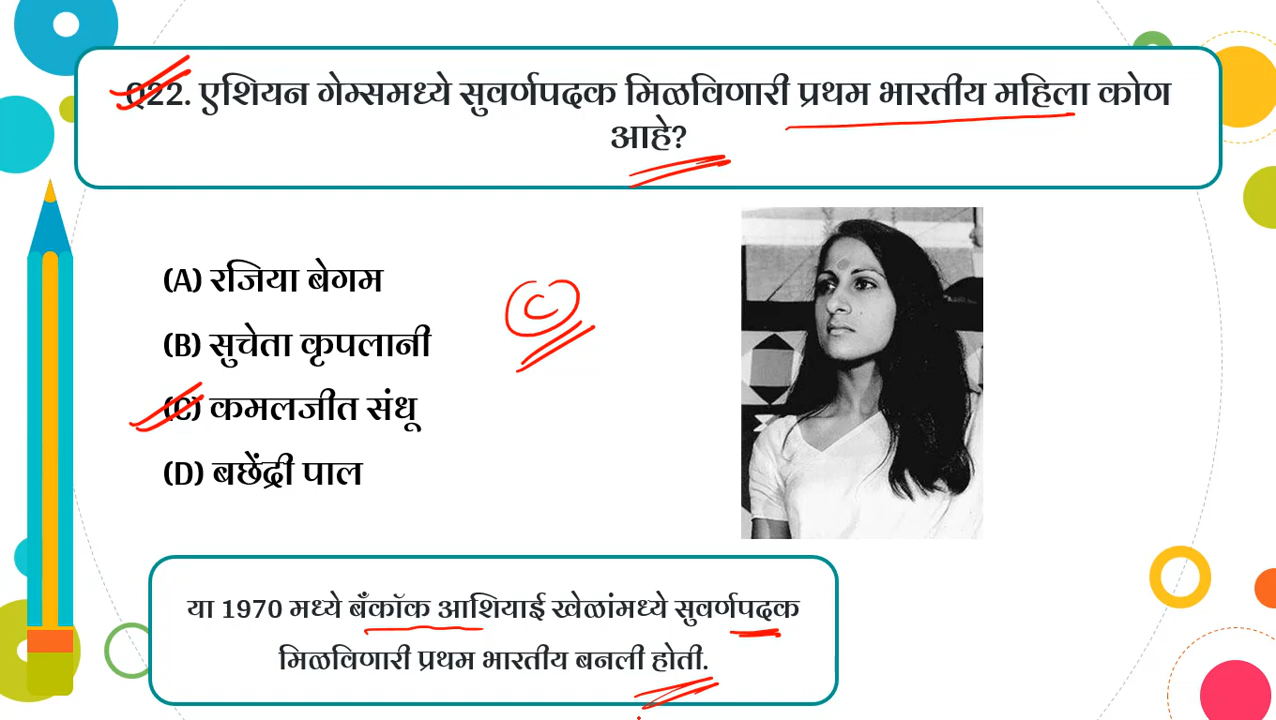 Q22. एशियन गेम्समध्ये सुवर्णपदक मिळविणारी प्रथम भारतीय महिला कोण
आहे?
(A) रजिया बेगम
(B) सुचेता कृपलानी
C
(C) कमलजीत संधू
(D) बछेंद्री पाल
या 1970 मध्ये बँकॉक आशियाई खेळांमध्ये सुवर्णपदक
मिळविणारी प्रथम भारतीय बनली होती.